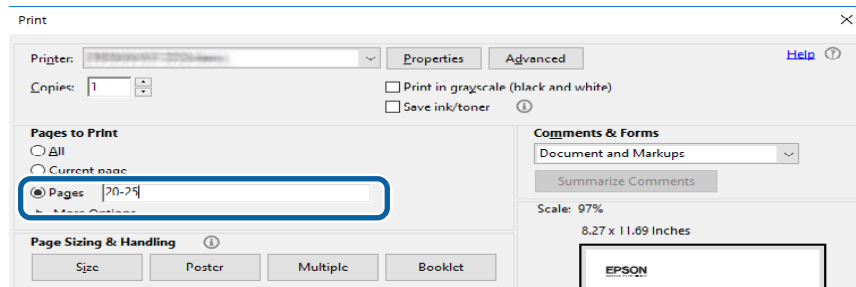 Print
Printer: Properties Advanced Help
Copies: 1
Print in grayscale (black and white)
Save ink/toner
Pages to Print
All
Current page
Pages 20-25
More Options
Page Sizing & Handling
Size Poster Multiple Booklet
Comments & Forms
Document and Markups
Summarize Comments
Scale: 97%
8.27 x 11.69 Inches
EPSON